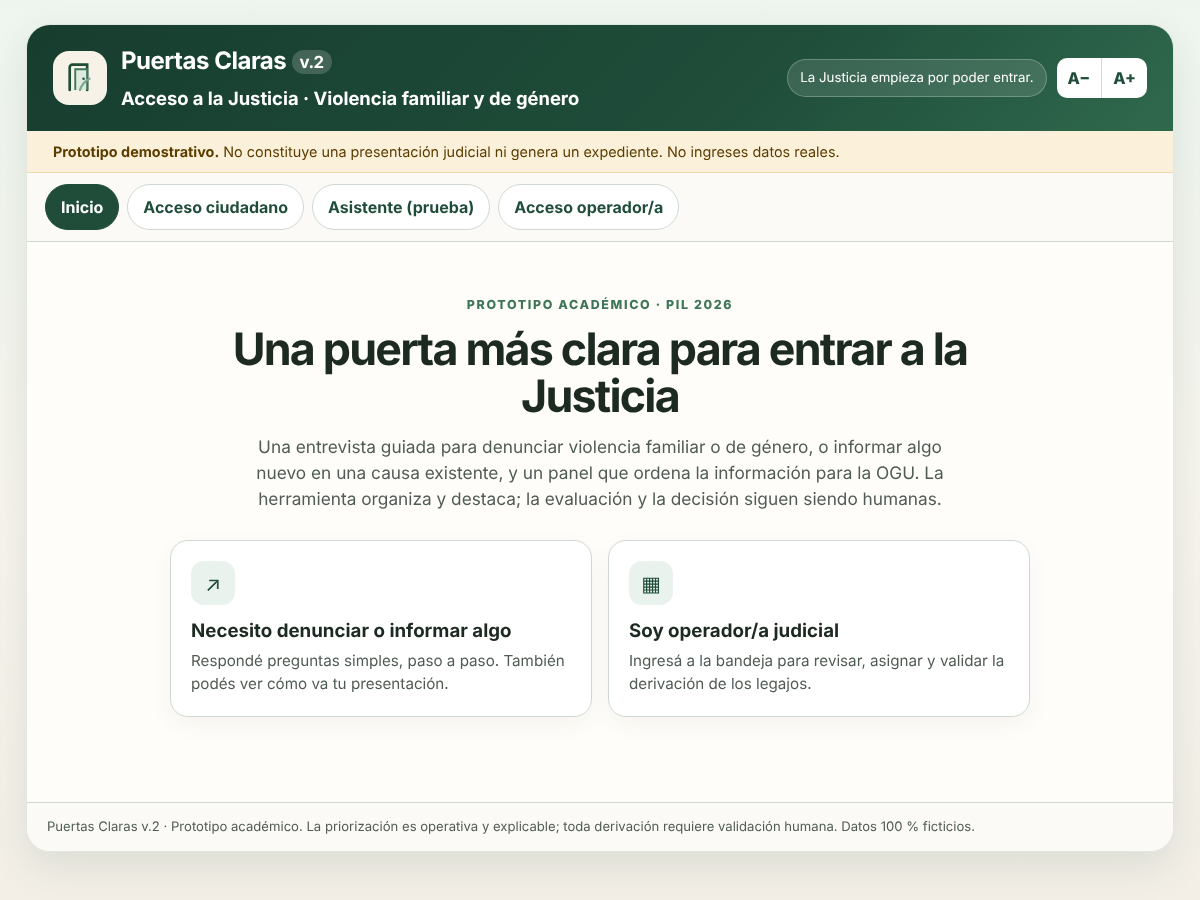 Puertas Claras v.2
Acceso a la Justicia · Violencia familiar y de género
La Justicia empieza por poder entrar.
A− A+
Prototipo demostrativo. No constituye una presentación judicial ni genera un expediente. No ingreses datos reales.
Inicio Acceso ciudadano Asistente (prueba) Acceso operador/a
PROTOTIPO ACADÉMICO · PIL 2026
Una puerta más clara para entrar a la
Justicia
Una entrevista guiada para denunciar violencia familiar o de género, o informar algo
nuevo en una causa existente, y un panel que ordena la información para la OGU. La
herramienta organiza y destaca; la evaluación y la decisión siguen siendo humanas.
Necesito denunciar o informar algo
Respondé preguntas simples, paso a paso. También
podés ver cómo va tu presentación.
Soy operador/a judicial
Ingresá a la bandeja para revisar, asignar y validar la
derivación de los legajos.
Puertas Claras v.2 · Prototipo académico. La priorización es operativa y explicable; toda derivación requiere validación humana. Datos 100 % ficticios.